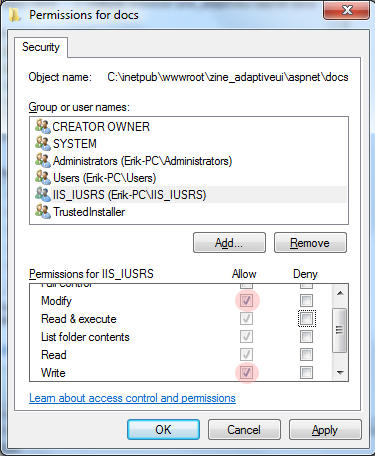 Permissions for docs
Security
Object name: C:\inetpub\wwwroot\zine_adaptiveui\aspnet\docs
Group or user names:
CREATOR OWNER
SYSTEM
Administrators (Erik-PC\Administrators)
Users (Erik-PC\Users)
IIS_IUSRS (Erik-PC\IIS_IUSRS)
TrustedInstaller
Add... Remove
Permissions for IIS_IUSRS Allow Deny
Full control
Modify
Read & execute
List folder contents
Read
Write
Learn about access control and permissions
OK Cancel Apply